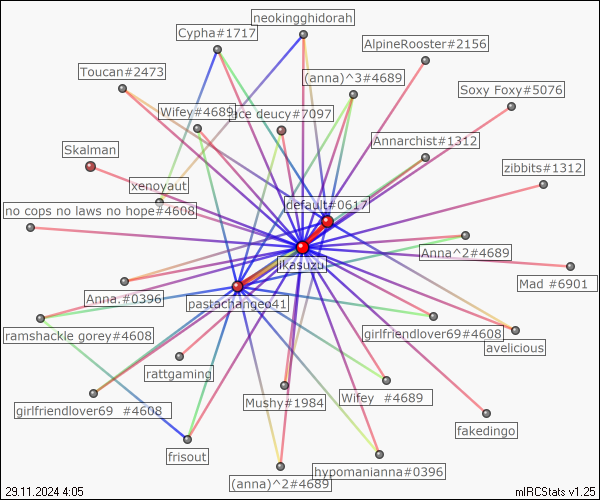 neokingghidorah
Cypha#1717
AlpineRooster#2156
Toucan#2473
(anna)^3#4689
Soxy Foxy#5076
Wifey#4689
ce deucy#7097
Annarchist#1312
Skalman
zibbits#1312
xenoyaut
default#0617
no cops no laws no hope#4608
Anna^2#4689
ikasuzu
Mad #6901
Anna.#0396
pastachangeo41
ramshackle gorey#4608
girlfriendlover69#4608
avelicious
rattgaming
Mushy#1984
Wifey #4689
girlfriendlover69 #4608
fakedingo
frisout
hypomanianna#0396
(anna)^2#4689
29.11.2024 4:05
mIRCStats v1.25